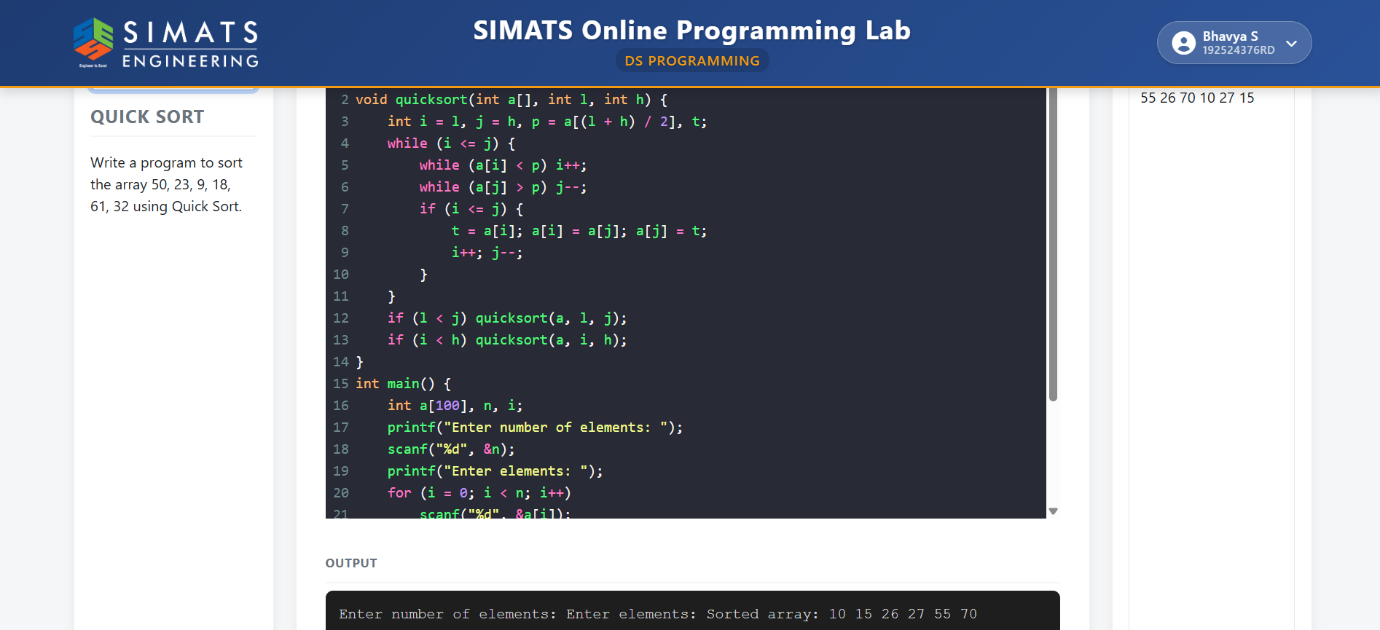 SIMATS
ENGINEERING
Engineer to Excel
SIMATS Online Programming Lab
DS PROGRAMMING
Bhavya S
192524376RD
QUICK SORT
Write a program to sort
the array 50, 23, 9, 18,
61, 32 using Quick Sort.
2 void quicksort(int a[], int l, int h) {
3     int i = l, j = h, p = a[(l + h) / 2], t;
4     while (i <= j) {
5         while (a[i] < p) i++;
6         while (a[j] > p) j--;
7         if (i <= j) {
8             t = a[i]; a[i] = a[j]; a[j] = t;
9             i++; j--;
10         }
11     }
12     if (l < j) quicksort(a, l, j);
13     if (i < h) quicksort(a, i, h);
14 }
15 int main() {
16     int a[100], n, i;
17     printf("Enter number of elements: ");
18     scanf("%d", &n);
19     printf("Enter elements: ");
20     for (i = 0; i < n; i++)
21         scanf("%d", &a[i]);
OUTPUT
Enter number of elements: Enter elements: Sorted array: 10 15 26 27 55 70
55 26 70 10 27 15